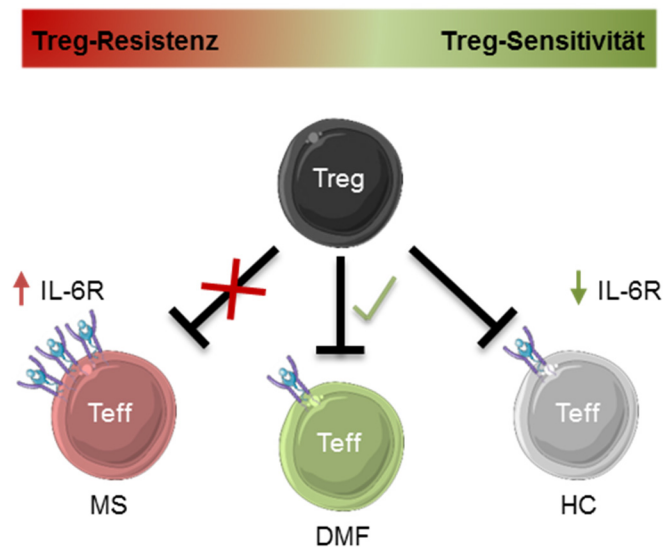 Treg-Resistenz Treg-Sensitivität
Treg
↑ IL-6R ↓ IL-6R
Teff Teff Teff
MS DMF HC